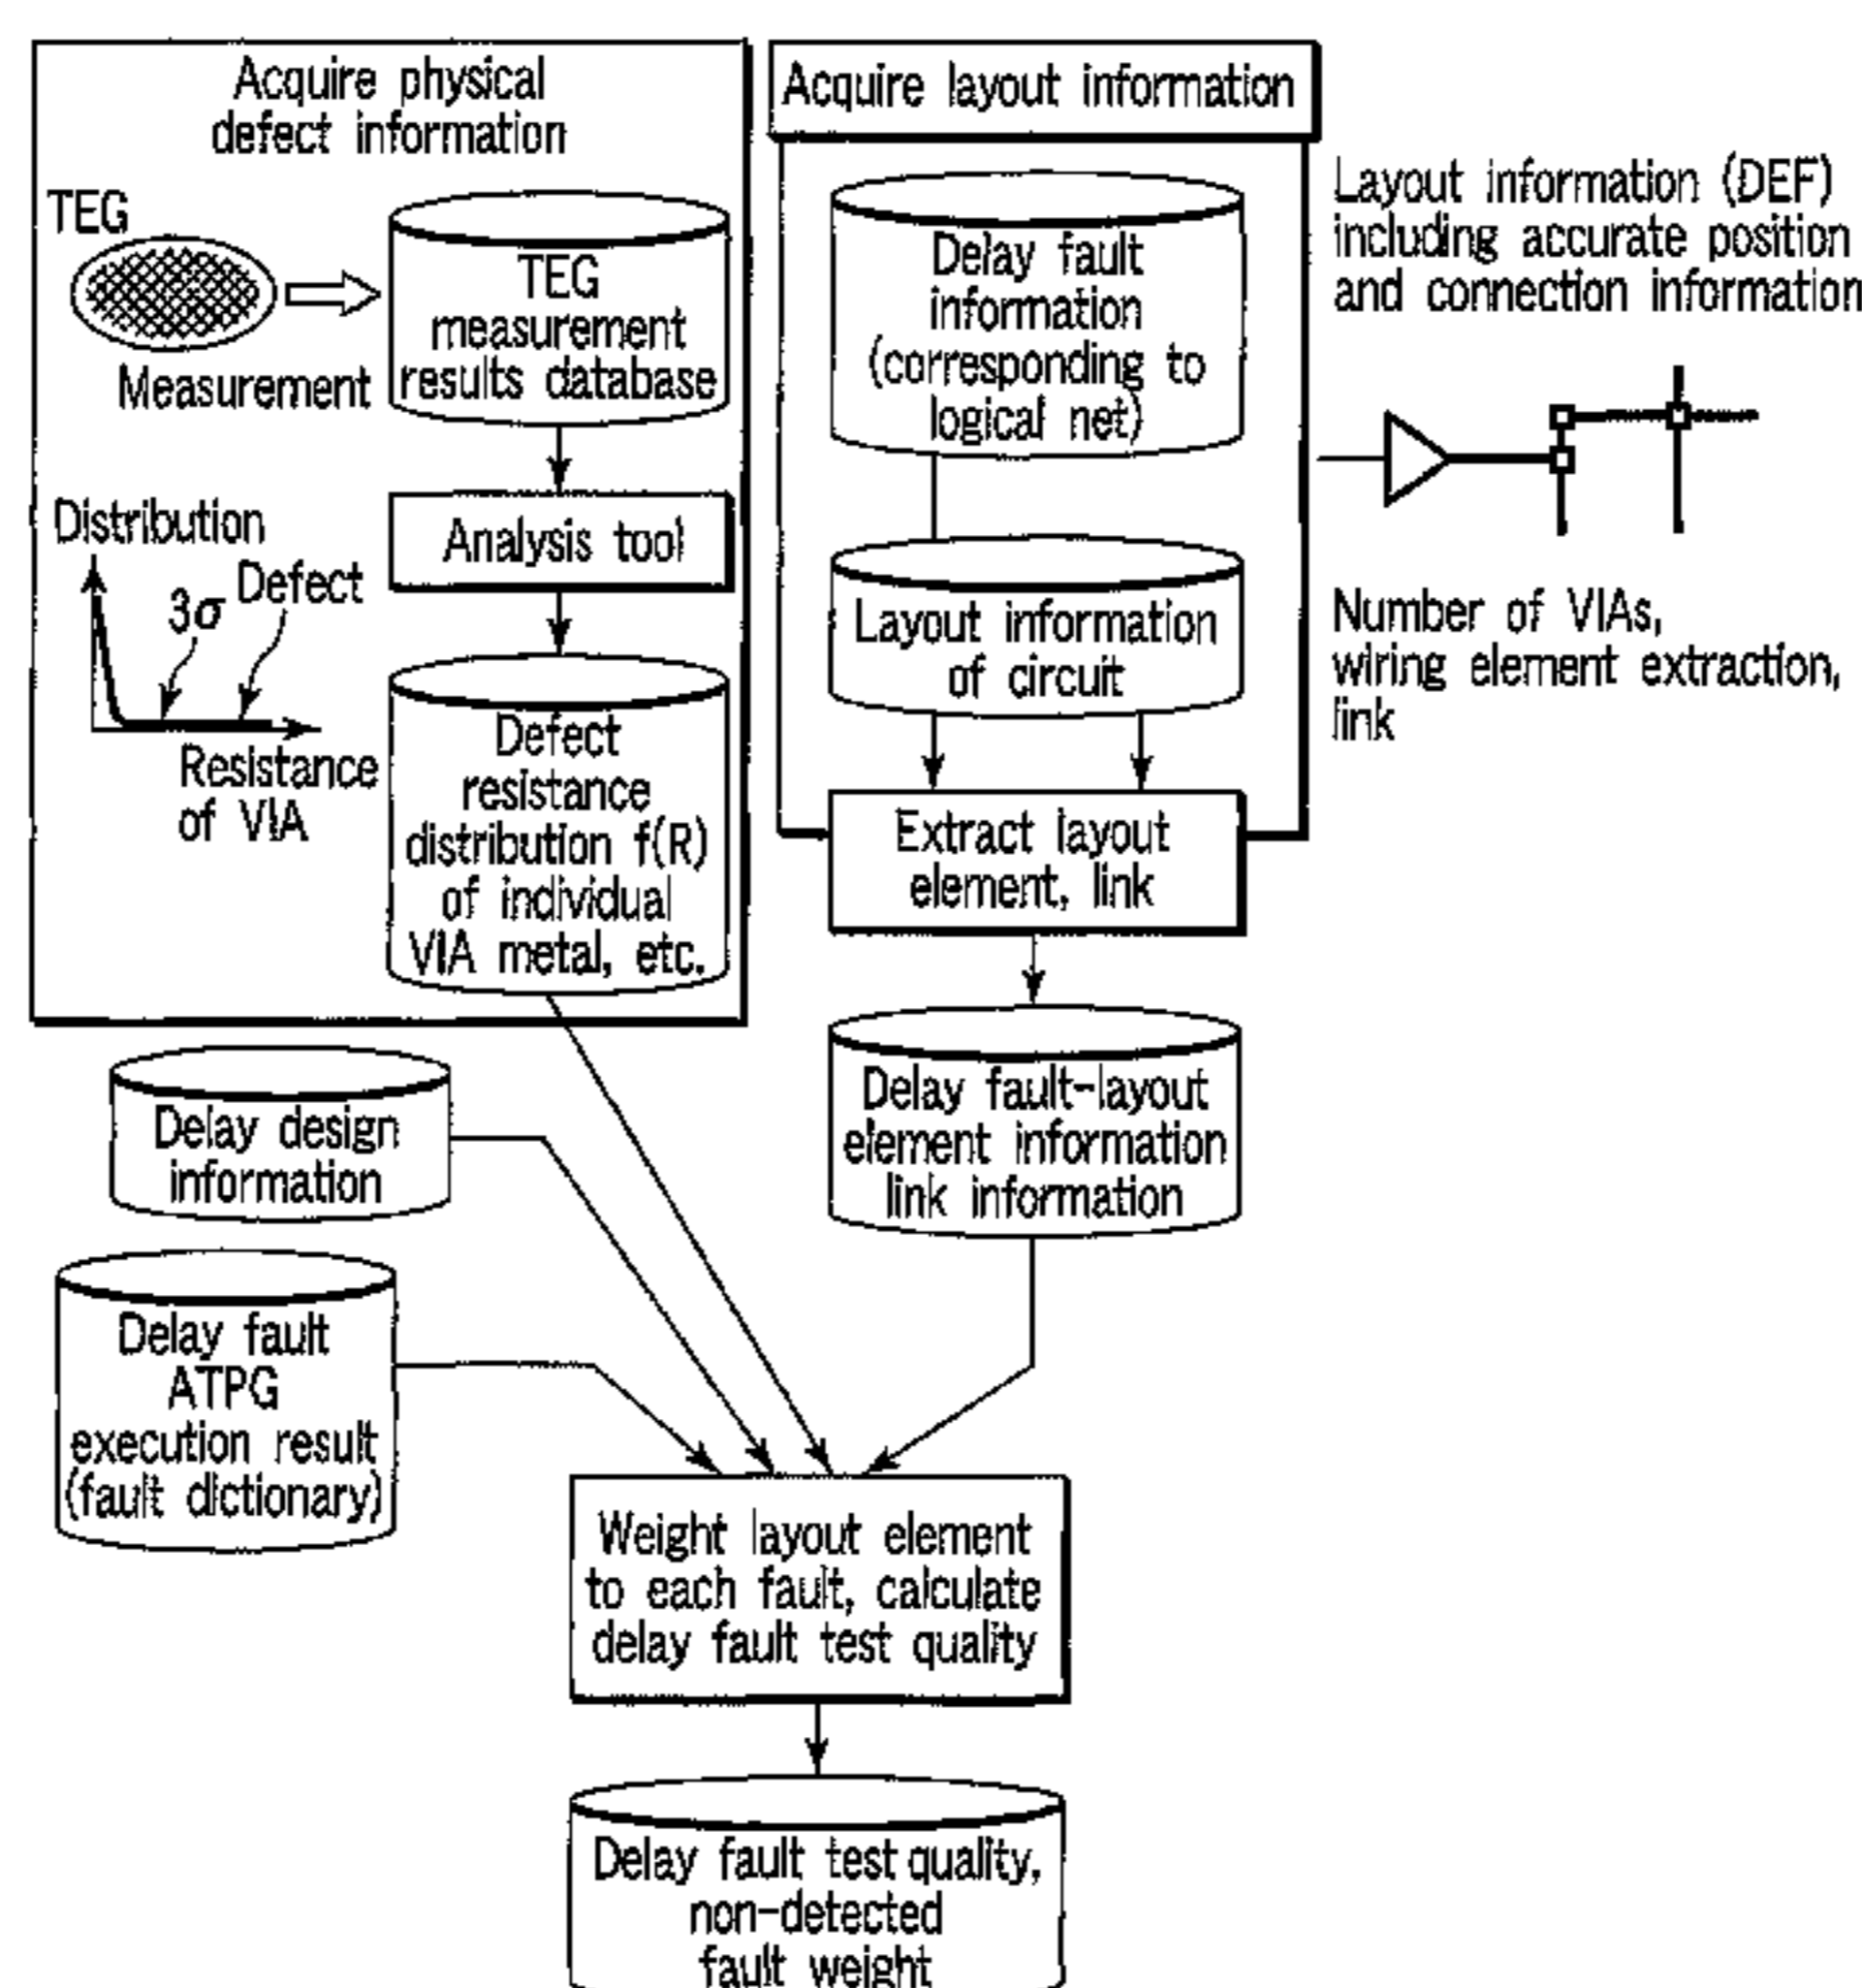 Acquire physical
defect information
TEG
Measurement
TEG
measurement
results database
Analysis tool
Distribution
3σ
Defect
Resistance
of VIA
Defect
resistance
distribution f(R)
of individual
VIA metal, etc.
Acquire layout information
Delay fault
information
(corresponding to
logical net)
Layout information
of circuit
Extract layout
element, link
Layout information (DEF)
including accurate position
and connection information
Number of VIAs,
wiring element extraction,
link
Delay fault-layout
element information
link information
Delay design
information
Delay fault
ATPG
execution result
(fault dictionary)
Weight layout element
to each fault, calculate
delay fault test quality
Delay fault test quality,
non-detected
fault weight